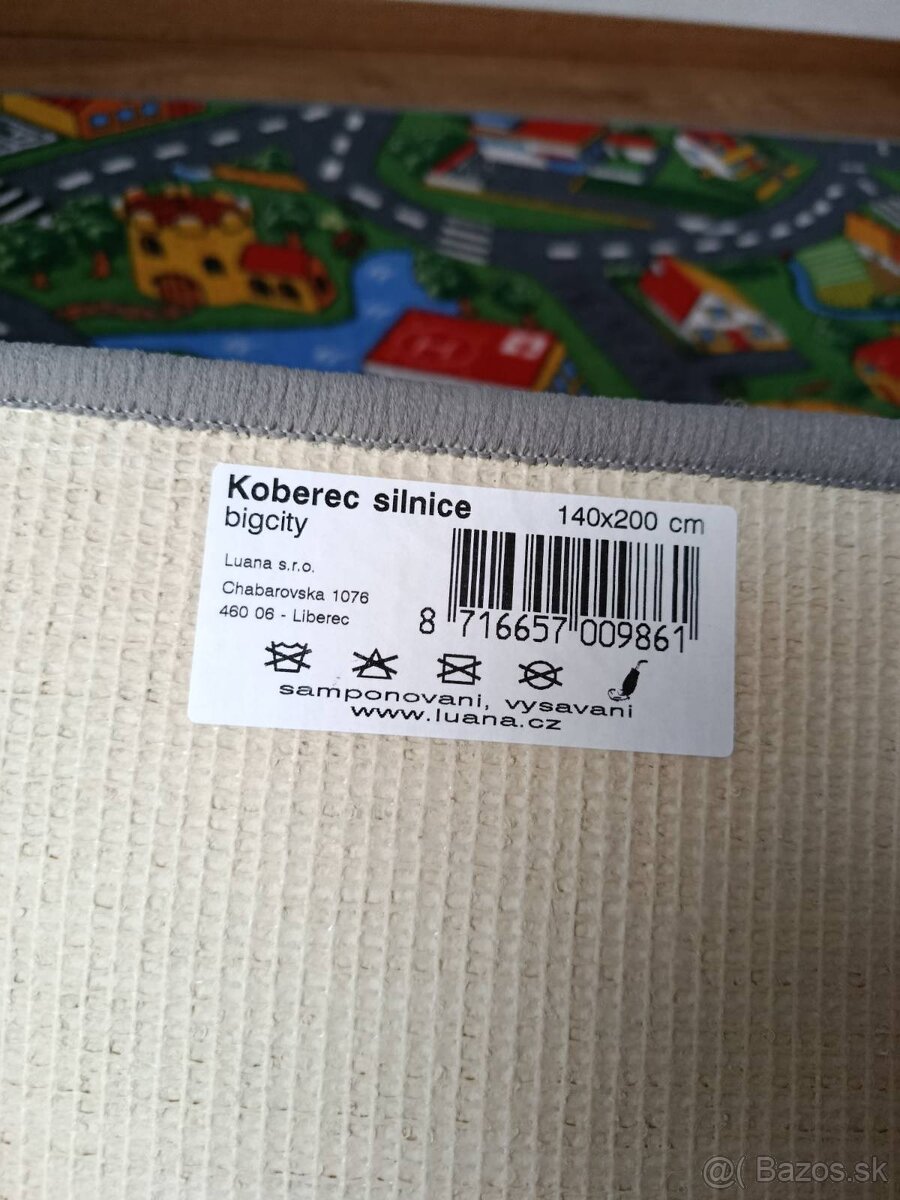 Koberec silnice
bigcity
140x200 cm
Luana s.r.o.
Chabarovska 1076
460 06 - Liberec
8 716657 009861
samponovani, vysavani
www.luana.cz
H
@( Bazos.sk